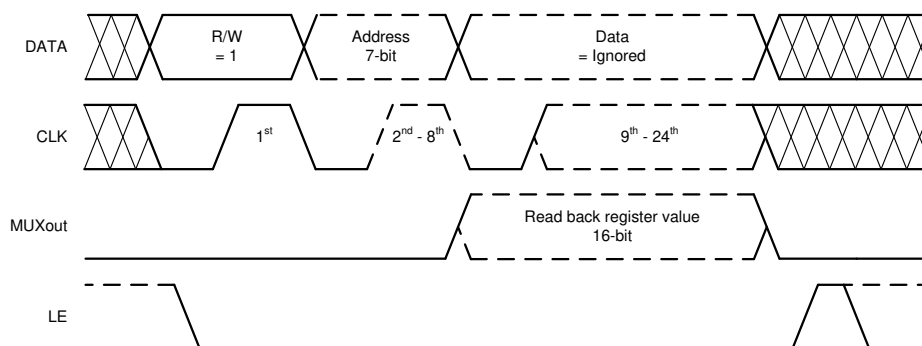 DATA
R/W
= 1
Address
7-bit
Data
= Ignored
CLK
1st
2nd - 8th
9th - 24th
MUXout
Read back register value
16-bit
LE